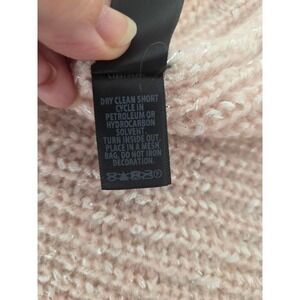 DRY CLEAN SHORT
CYCLE IN
PETROLEUM OR
HYDROCARBON
SOLVENT.
TURN INSIDE OUT.
PLACE IN A MESH
BAG. DO NOT IRON
DECORATION.